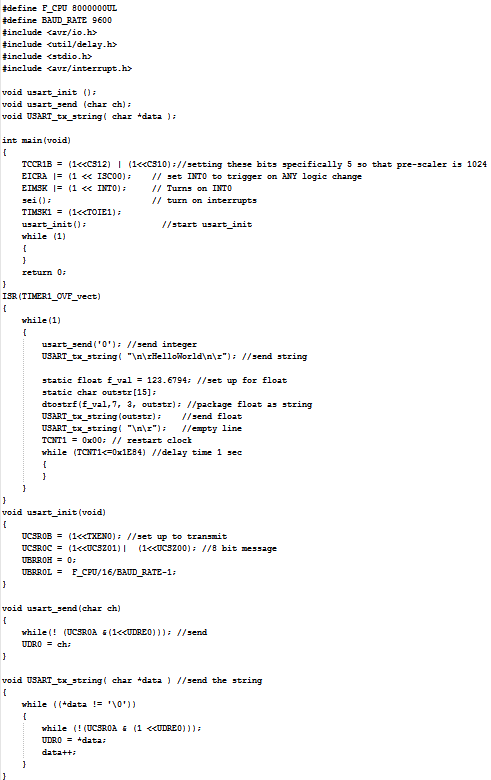 #define F_CPU 8000000UL
#define BAUD_RATE 9600
#include <avr/io.h>
#include <util/delay.h>
#include <stdio.h>
#include <avr/interrupt.h>

void usart_init ();
void usart_send (char ch);
void USART_tx_string( char *data );

int main(void)
{
    TCCR1B = (1<<CS12) | (1<<CS10);//setting these bits specifically 5 so that pre-scaler is 1024
    EICRA |= (1 << ISC00);    // set INT0 to trigger on ANY logic change
    EIMSK |= (1 << INT0);     // Turns on INT0
    sei();                    // turn on interrupts
    TIMSK1= (1<<TOIE1);
    usart_init();               //start usart_init
    while (1)
    {
    }
    return 0;
}
ISR(TIMER1_OVF_vect)
{
    while(1)
    {
        usart_send('0'); //send integer
        USART_tx_string( "\n\rHelloWorld\n\r"); //send string

        static float f_val = 123.6794; //set up for float
        static char outstr[15];
        dtostrf(f_val,7, 3, outstr); //package float as string
        USART_tx_string(outstr);    //send float
        USART_tx_string( "\n\r");   //empty line
        TCNT1 = 0x00; // restart clock
        while (TCNT1<=0x1E84) //delay time 1 sec
        {
        }
    }
}
void usart_init(void)
{
    UCSR0B = (1<<TXEN0); //set up to transmit
    UCSR0C = (1<<UCSZ01)|  (1<<UCSZ00); //8 bit message
    UBRR0H = 0;
    UBRR0L =  F_CPU/16/BAUD_RATE-1;
}

void usart_send(char ch)
{
    while(! (UCSR0A &(1<<UDRE0))); //send
    UDR0 = ch;
}

void USART_tx_string( char *data ) //send the string
{
    while ((*data != '\0'))
    {
        while (!(UCSR0A & (1 <<UDRE0)));
        UDR0 = *data;
        data++;
    }
}